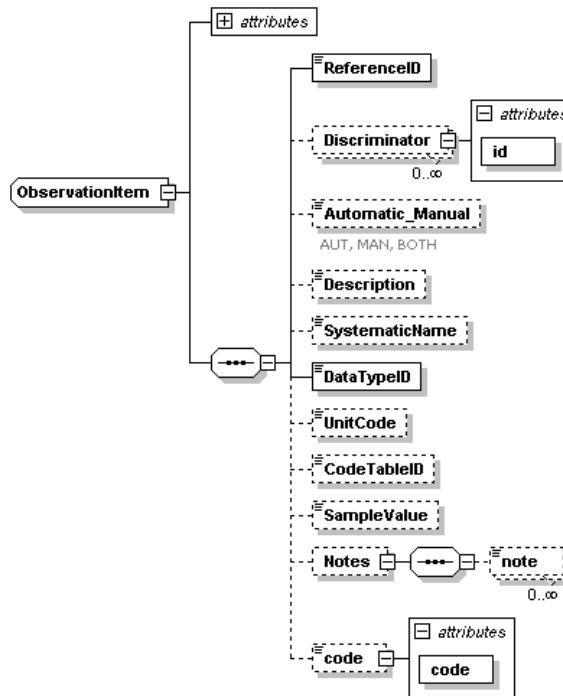 attributes
ReferenceID
attributes
Discriminator
id
0..∞
ObservationItem
Automatic_Manual
AUT, MAN, BOTH
Description
SystematicName
DataTypeID
UnitCode
CodeTableID
SampleValue
Notes
note
0..∞
attributes
code
code